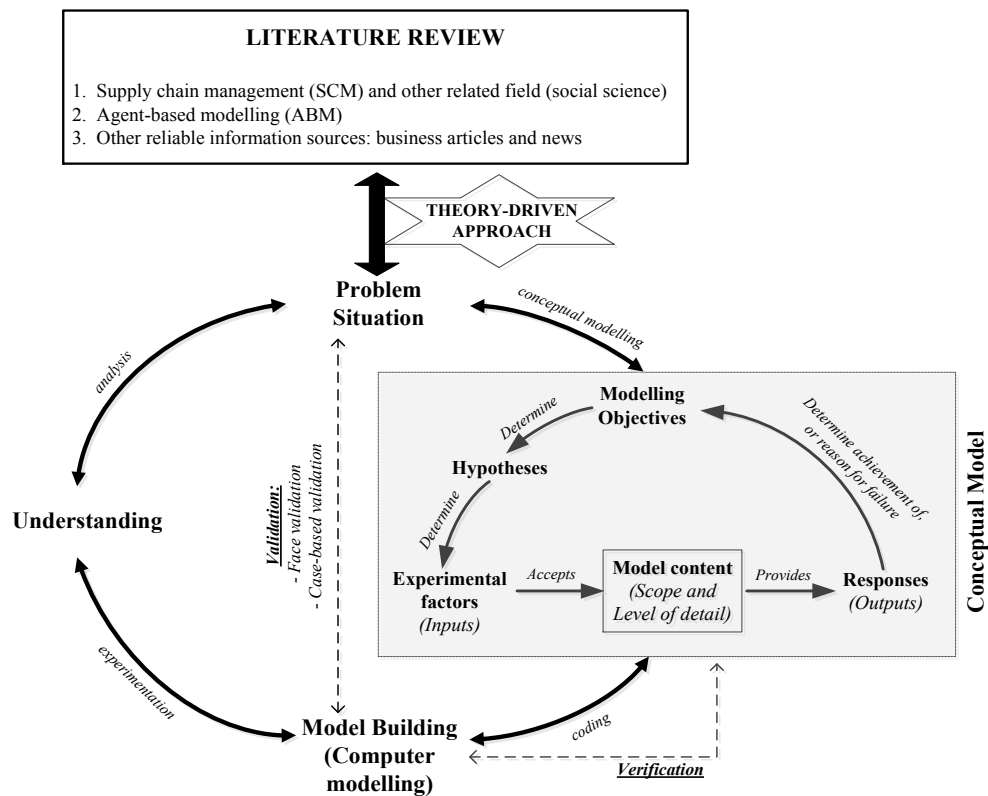 LITERATURE REVIEW
1. Supply chain management (SCM) and other related field (social science)
2. Agent-based modelling (ABM)
3. Other reliable information sources: business articles and news
THEORY-DRIVEN
APPROACH
Problem
Situation
conceptual modelling
analysis
Modelling
Objectives
Determine
Hypotheses
Determine
Determine achievement of,
or reason for failure
Conceptual Model
Understanding
Validation:
- Face validation
- Case-based validation
Experimental
factors
(Inputs)
Accepts
Model content
(Scope and
Level of detail)
Provides
Responses
(Outputs)
experimentation
Model Building
(Computer
modelling)
coding
Verification